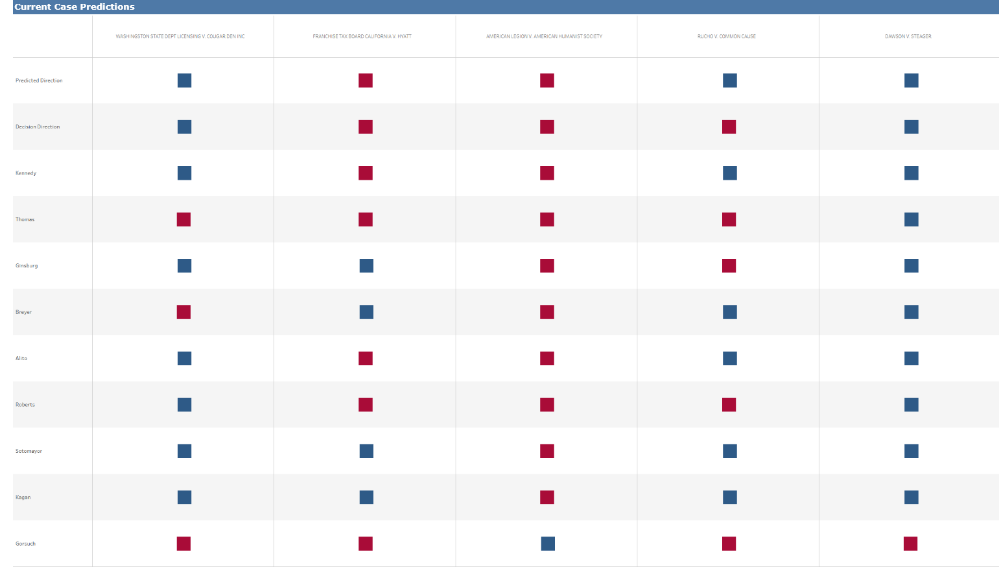 Current Case Predictions
WASHINGSTON STATE DEPT LICENSING V. COUGAR DEN INC
FRANCHISE TAX BOARD CALIFORNIA V. HYATT
AMERICAN LEGION V. AMERICAN HUMANIST SOCIETY
RUCHO V. COMMON CAUSE
DAWSON V. STEAGER
Predicted Direction
Decision Direction
Kennedy
Thomas
Ginsburg
Breyer
Alito
Roberts
Sotomayor
Kagan
Gorsuch